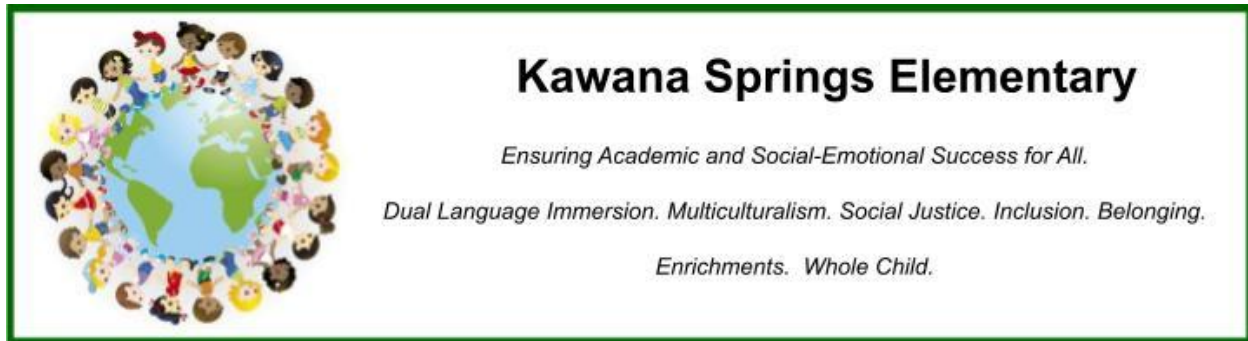 Kawana Springs Elementary
Ensuring Academic and Social-Emotional Success for All.
Dual Language Immersion. Multiculturalism. Social Justice. Inclusion. Belonging.
Enrichments.  Whole Child.